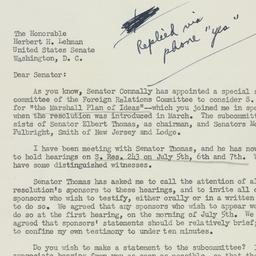 The Honorable
Herbert H. Lehman
United States Senate
Washington, D. C.
Replied via
phone "yes"
Dear Senator:
As you know, Senator Connally has appointed a special s
committee of the Foreign Relations Committee to consider S.
for "the Marshall Plan of Ideas"--which you joined me in spo
when the resolution was introduced in March. The subcommitt
sists of Senator Elbert Thomas, as chairman, and Senators M
Fulbright, Smith of New Jersey and Lodge.
I have been meeting with Senator Thomas, and he has now
to hold hearings on S. Res. 243 on July 5th, 6th and 7th. W
have some distinguished witnesses.
Senator Thomas has asked me to call the attention of al
resolution's sponsors to these hearings, and to invite all o
sponsors who wish to testify, either orally or in a written
to do so. We agreed that any sponsors who wish to appear wo
do so at the first hearing, on the morning of July 5th. We
agreed that sponsors' statements should be relatively brief
to confine my own testimony to under ten minutes.
Do you wish to make a statement to the subcommittee? I